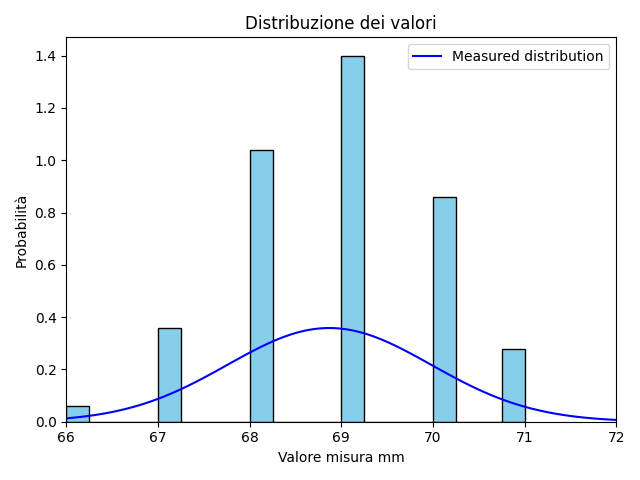 Distribuzione dei valori
Measured distribution
Probabilità
1.4
1.2
1.0
0.8
0.6
0.4
0.2
0.0
66 67 68 69 70 71 72
Valore misura mm